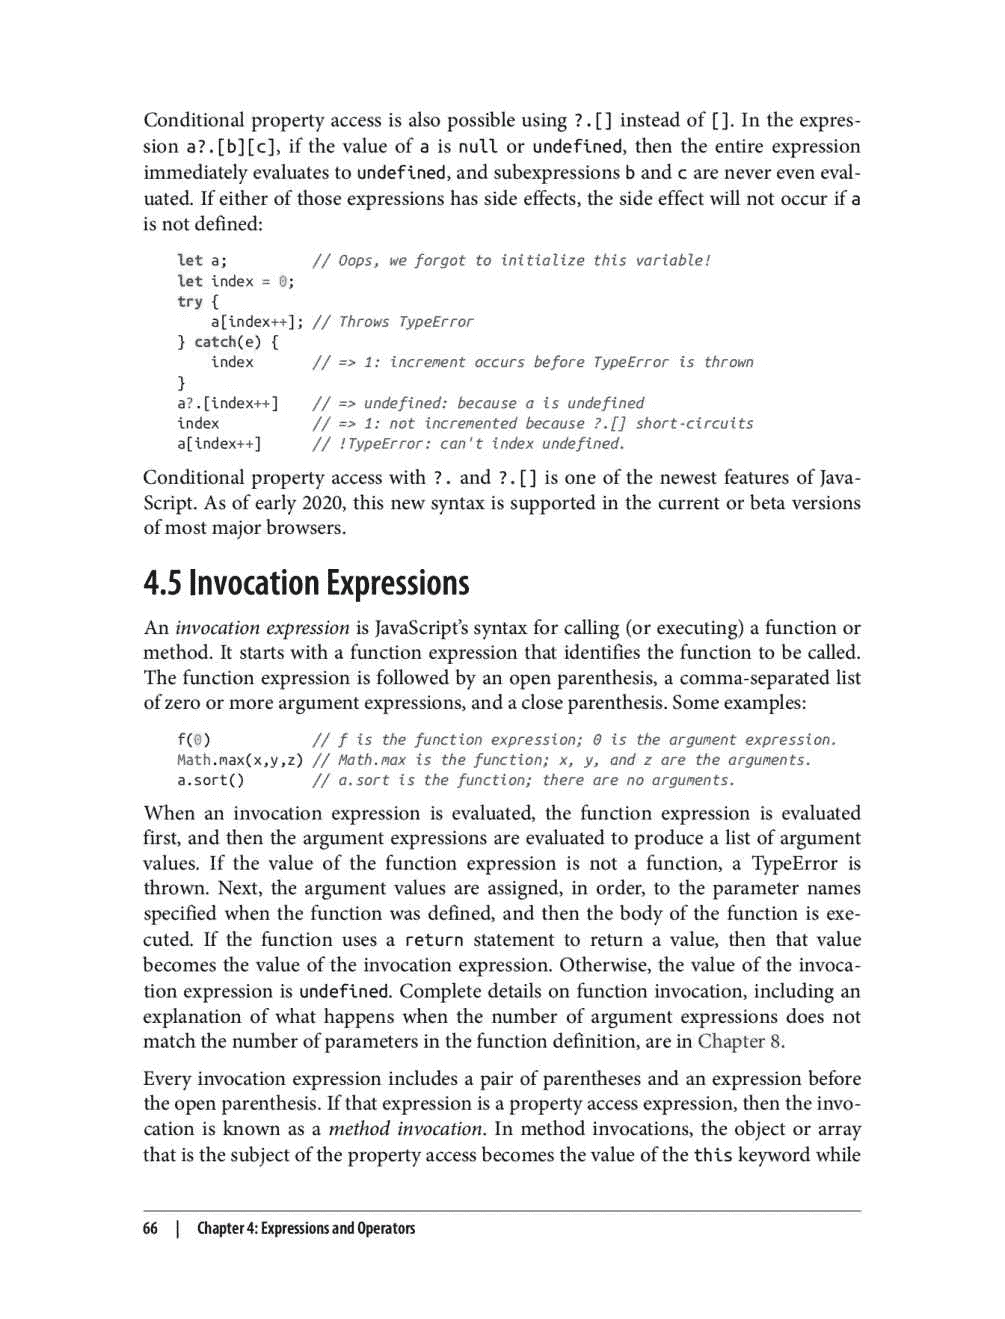 Conditional property access is also possible using ?.[] instead of []. In the expres-
sion a?.[b][c], if the value of a is null or undefined, then the entire expression
immediately evaluates to undefined, and subexpressions b and c are never even eval-
uated. If either of those expressions has side effects, the side effect will not occur if a
is not defined:
let a;          // Oops, we forgot to initialize this variable!
let index = 0;
try {
    a[index++]; // Throws TypeError
} catch(e) {
    index       // => 1: increment occurs before TypeError is thrown
}
a?.[index++]    // => undefined: because a is undefined
index           // => 1: not incremented because ?.[] short-circuits
a[index++]      // !TypeError: can't index undefined.
Conditional property access with ?. and ?.[] is one of the newest features of Java-
Script. As of early 2020, this new syntax is supported in the current or beta versions
of most major browsers.
4.5 Invocation Expressions
An invocation expression is JavaScript's syntax for calling (or executing) a function or
method. It starts with a function expression that identifies the function to be called.
The function expression is followed by an open parenthesis, a comma-separated list
of zero or more argument expressions, and a close parenthesis. Some examples:
f(0)            // f is the function expression; 0 is the argument expression.
Math.max(x,y,z) // Math.max is the function; x, y, and z are the arguments.
a.sort()        // a.sort is the function; there are no arguments.
When an invocation expression is evaluated, the function expression is evaluated
first, and then the argument expressions are evaluated to produce a list of argument
values. If the value of the function expression is not a function, a TypeError is
thrown. Next, the argument values are assigned, in order, to the parameter names
specified when the function was defined, and then the body of the function is exe-
cuted. If the function uses a return statement to return a value, then that value
becomes the value of the invocation expression. Otherwise, the value of the invoca-
tion expression is undefined. Complete details on function invocation, including an
explanation of what happens when the number of argument expressions does not
match the number of parameters in the function definition, are in Chapter 8.
Every invocation expression includes a pair of parentheses and an expression before
the open parenthesis. If that expression is a property access expression, then the invo-
cation is known as a method invocation. In method invocations, the object or array
that is the subject of the property access becomes the value of the this keyword while
66 | Chapter 4: Expressions and Operators